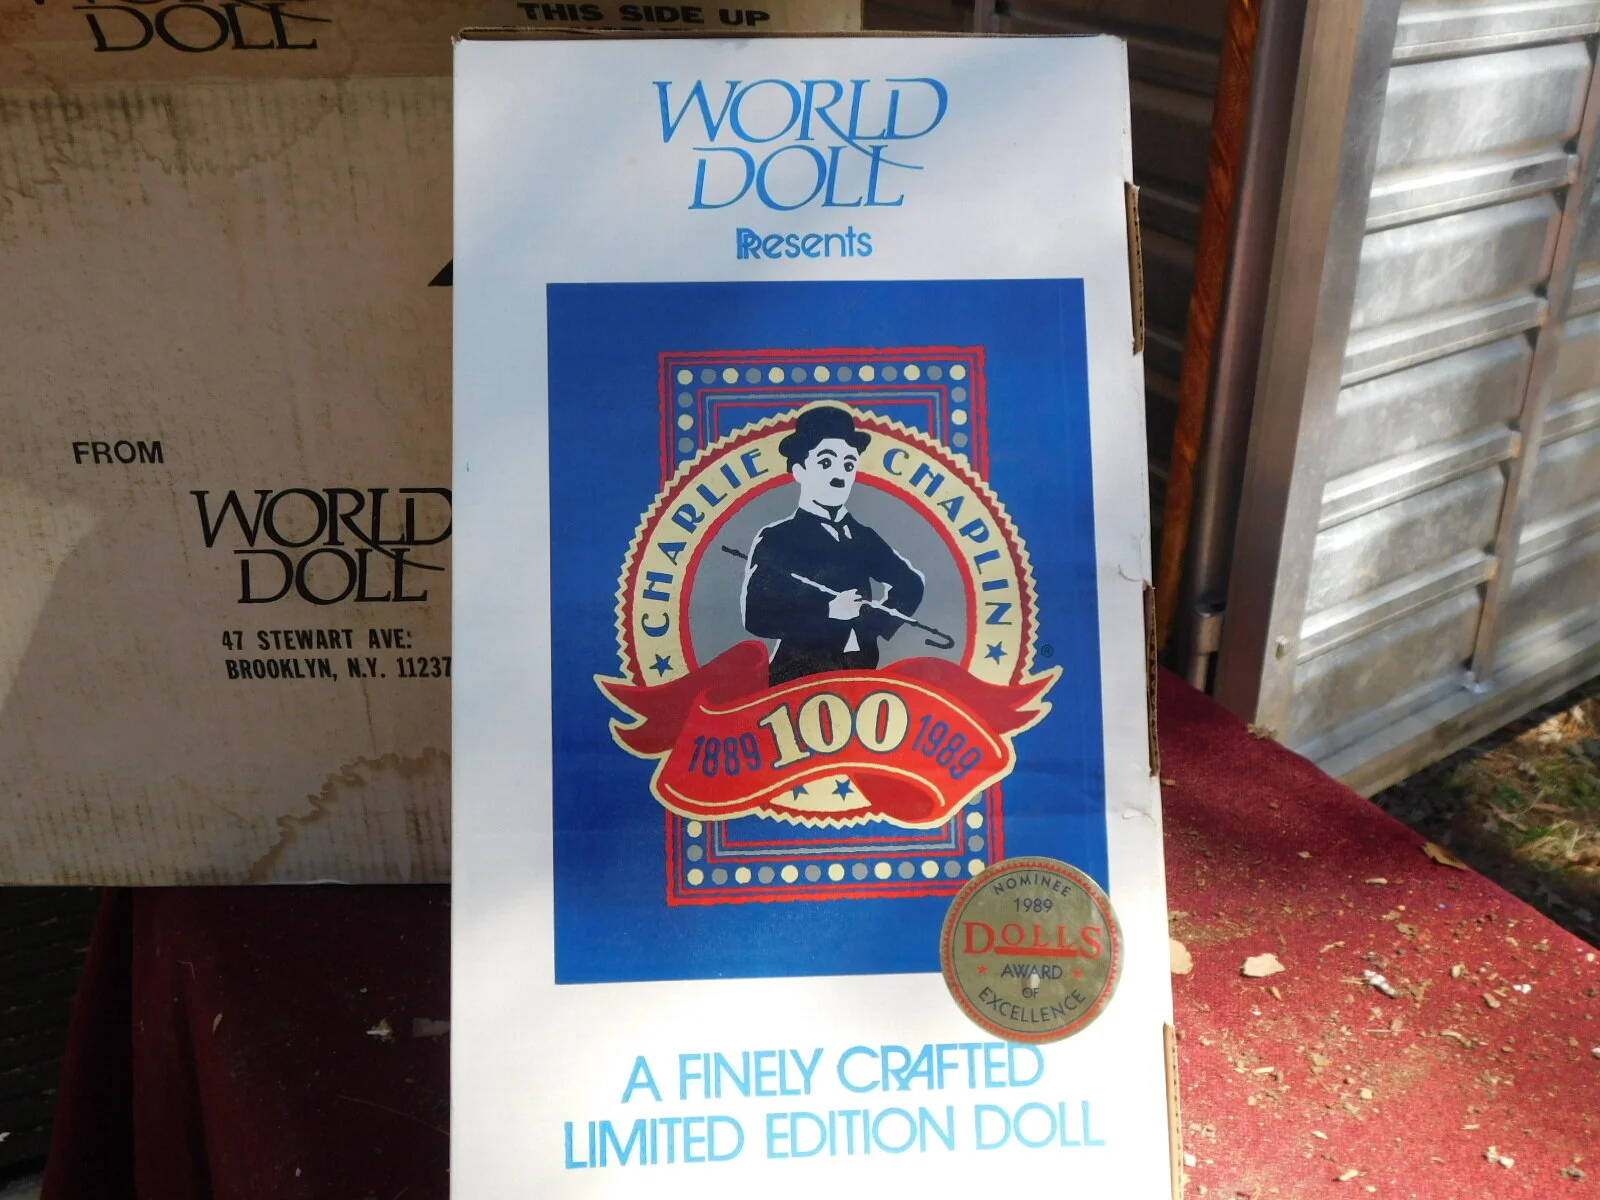 DOLL
THIS SIDE UP
FROM
WORLD
DOLL
47 STEWART AVE:
BROOKLYN, N.Y. 11237
WORLD
DOLL
Presents
CHARLIE CHAPLIN
®
1889 100 1989
NOMINEE
1989
DOLLS
AWARD
OF
EXCELLENCE
A FINELY CRAFTED
LIMITED EDITION DOLL